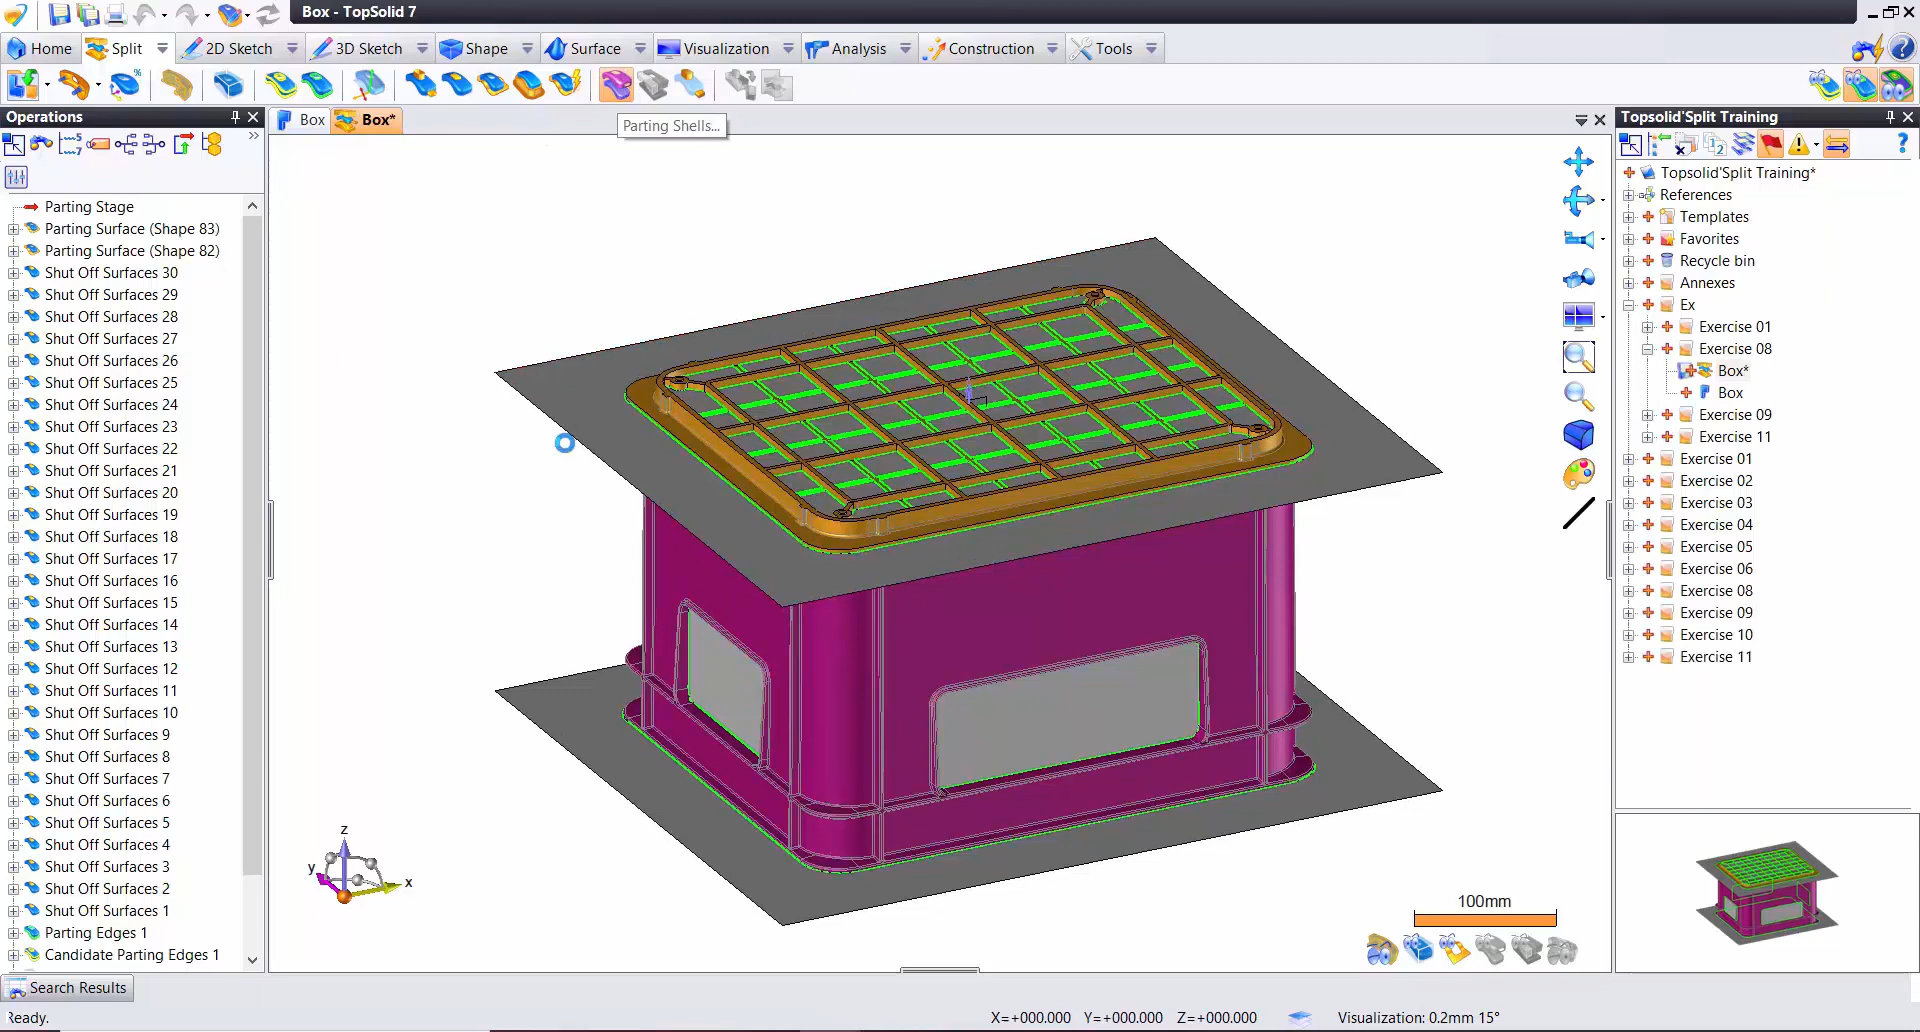 Box - TopSolid 7
Home
Split
2D Sketch
3D Sketch
Shape
Surface
Visualization
Analysis
Construction
Tools
Operations
Box
Box*
Parting Shells...
Topsolid'Split Training
Parting Stage
Parting Surface (Shape 83)
Parting Surface (Shape 82)
Shut Off Surfaces 30
Shut Off Surfaces 29
Shut Off Surfaces 28
Shut Off Surfaces 27
Shut Off Surfaces 26
Shut Off Surfaces 25
Shut Off Surfaces 24
Shut Off Surfaces 23
Shut Off Surfaces 22
Shut Off Surfaces 21
Shut Off Surfaces 20
Shut Off Surfaces 19
Shut Off Surfaces 18
Shut Off Surfaces 17
Shut Off Surfaces 16
Shut Off Surfaces 15
Shut Off Surfaces 14
Shut Off Surfaces 13
Shut Off Surfaces 12
Shut Off Surfaces 11
Shut Off Surfaces 10
Shut Off Surfaces 9
Shut Off Surfaces 8
Shut Off Surfaces 7
Shut Off Surfaces 6
Shut Off Surfaces 5
Shut Off Surfaces 4
Shut Off Surfaces 3
Shut Off Surfaces 2
Shut Off Surfaces 1
Parting Edges 1
Candidate Parting Edges 1
z
y
x
100mm
Topsolid'Split Training*
References
Templates
Favorites
Recycle bin
Annexes
Ex
Exercise 01
Exercise 08
Box*
Box
Exercise 09
Exercise 11
Exercise 01
Exercise 02
Exercise 03
Exercise 04
Exercise 05
Exercise 06
Exercise 08
Exercise 09
Exercise 10
Exercise 11
Search Results
Ready.
X=+000.000 Y=+000.000 Z=+000.000
Visualization: 0.2mm 15°